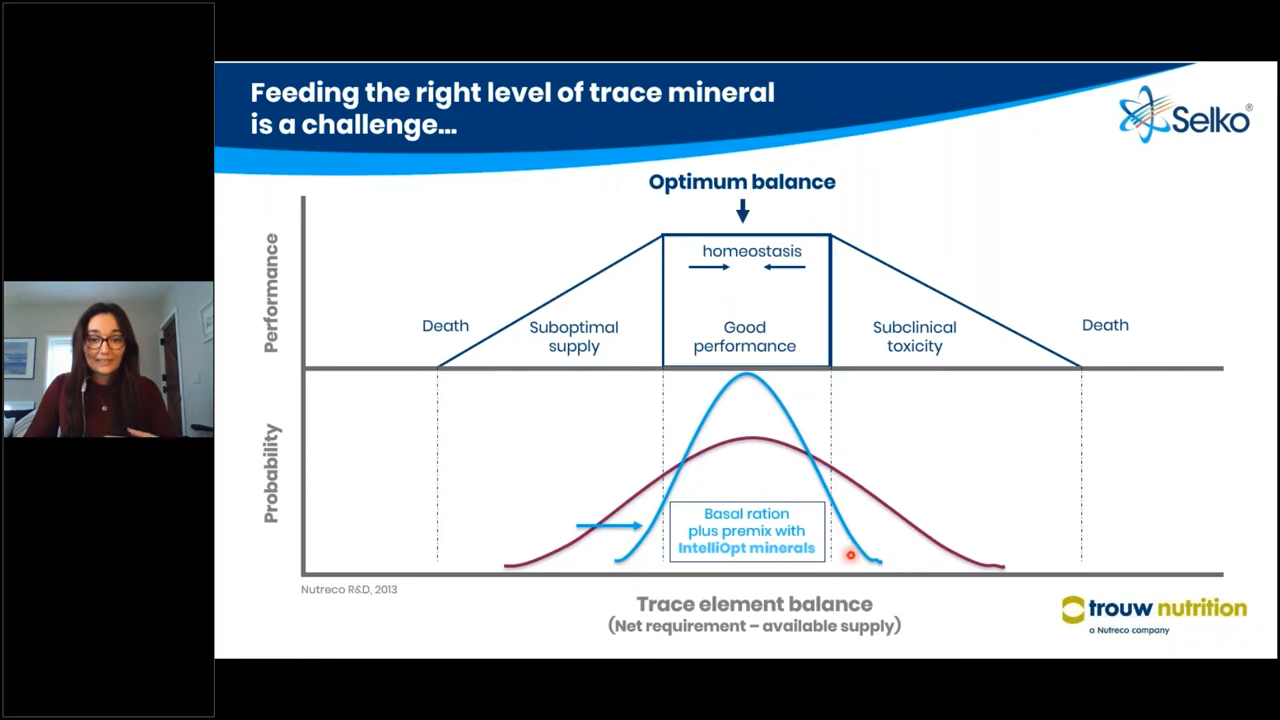 Feeding the right level of trace mineral
is a challenge...
Selko®
Optimum balance
Performance
homeostasis
Death
Suboptimal
supply
Good
performance
Subclinical
toxicity
Death
Probability
Basal ration
plus premix with
IntelliOpt minerals
Nutreco R&D, 2013
Trace element balance
(Net requirement – available supply)
trouw nutrition
a Nutreco company